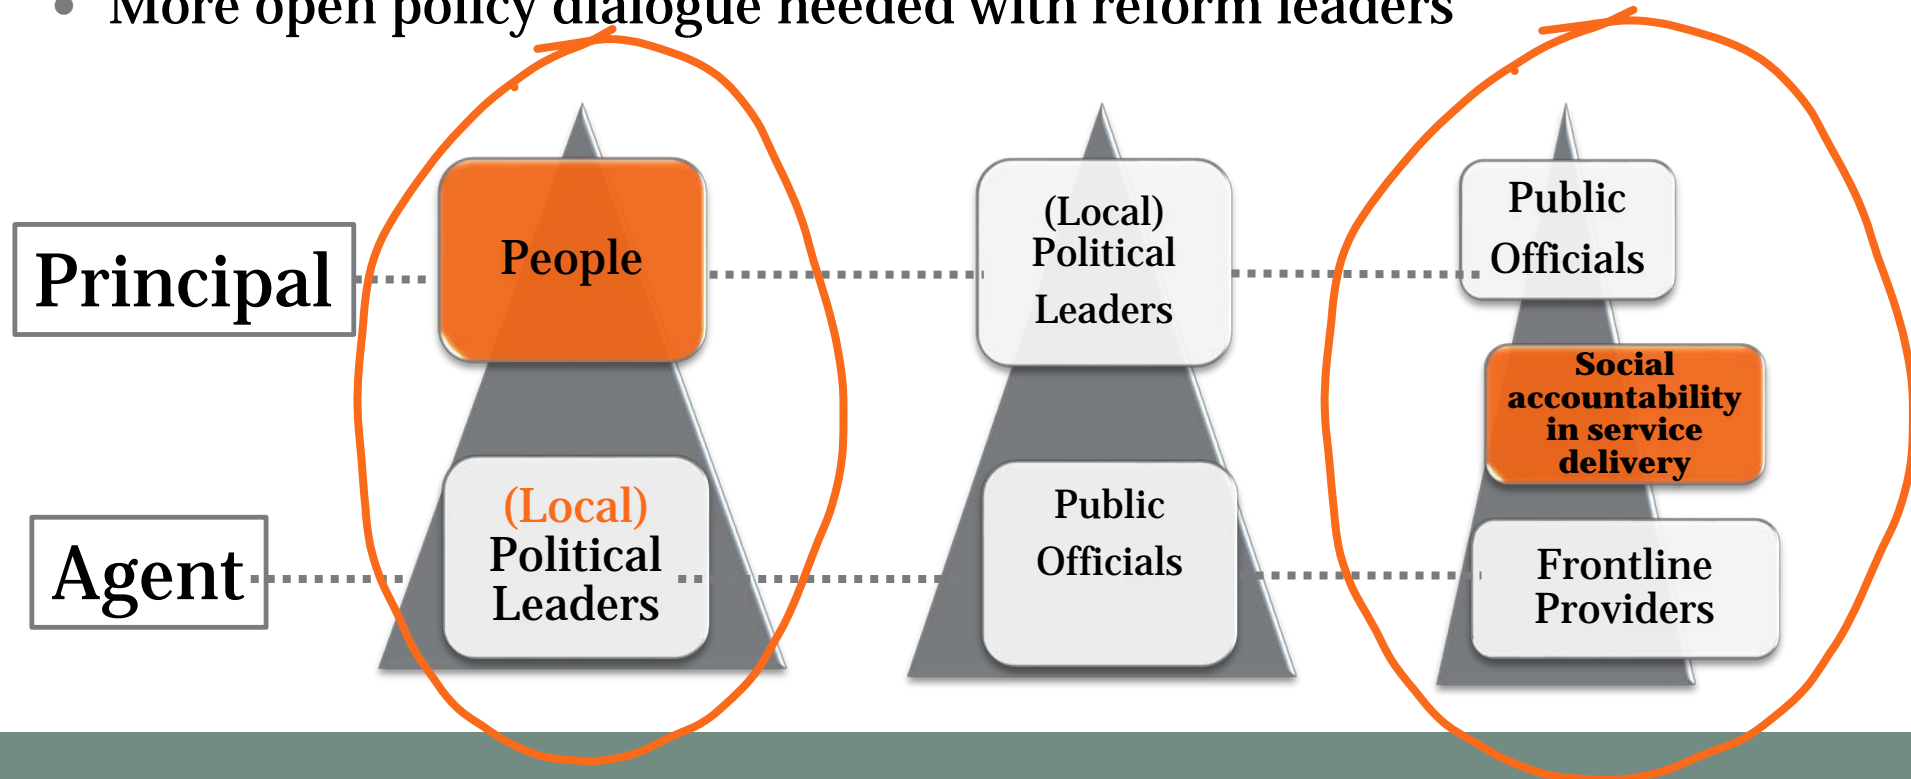 • More open policy dialogue needed with reform leaders
Principal
People
(Local)
Political
Leaders
Public
Officials
Social
accountability
in service
delivery
Agent
(Local)
Political
Leaders
Public
Officials
Frontline
Providers